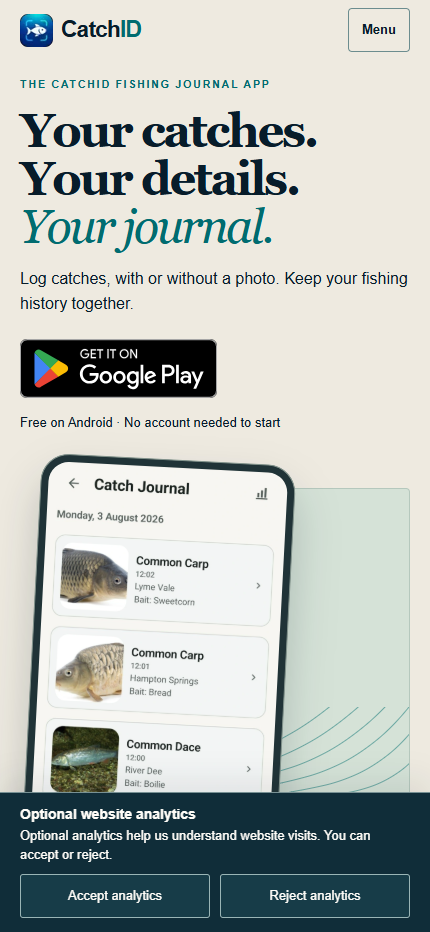 CatchID
Menu
THE CATCHID FISHING JOURNAL APP
Your catches.
Your details.
Your journal.
Log catches, with or without a photo. Keep your fishing
history together.
GET IT ON
Google Play
Free on Android · No account needed to start
Catch Journal
Monday, 3 August 2026
Common Carp
12:02
Lyme Vale
Bait: Sweetcorn
Common Carp
12:01
Hampton Springs
Bait: Bread
Common Dace
12:00
River Dee
Bait: Boilie
Optional website analytics
Optional analytics help us understand website visits. You can
accept or reject.
Accept analytics
Reject analytics